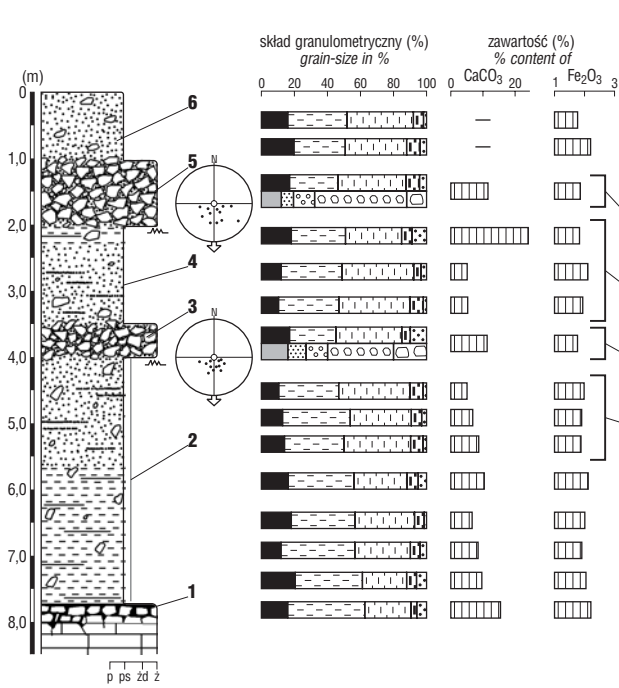 skład granulometryczny (%)
grain-size in %
zawartość (%)
% content of
CaCO₃ Fe₂O₃
(m)
0 20 40 60 80 100
0 20
1 3
0
1,0
2,0
3,0
4,0
5,0
6,0
7,0
8,0
6
5
N
4
3
N
2
1
– 
–
p ps żd ż